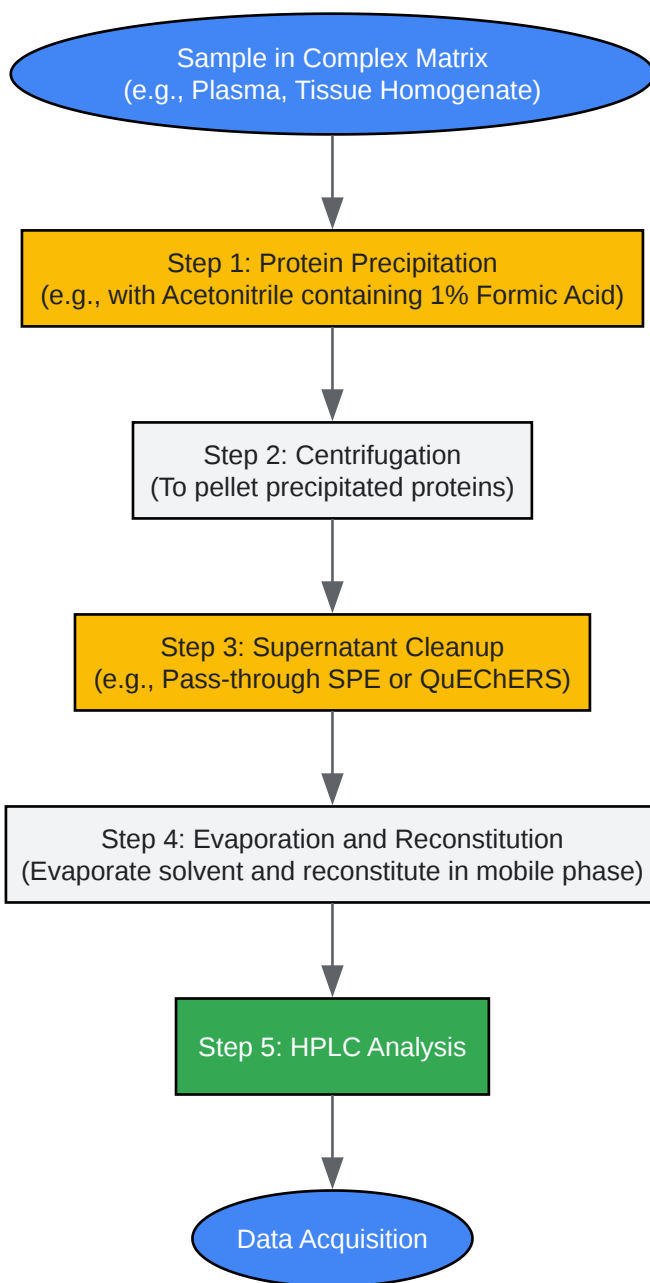 Sample in Complex Matrix
(e.g., Plasma, Tissue Homogenate)
Step 1: Protein Precipitation
(e.g., with Acetonitrile containing 1% Formic Acid)
Step 2: Centrifugation
(To pellet precipitated proteins)
Step 3: Supernatant Cleanup
(e.g., Pass-through SPE or QuEChERS)
Step 4: Evaporation and Reconstitution
(Evaporate solvent and reconstitute in mobile phase)
Step 5: HPLC Analysis
Data Acquisition